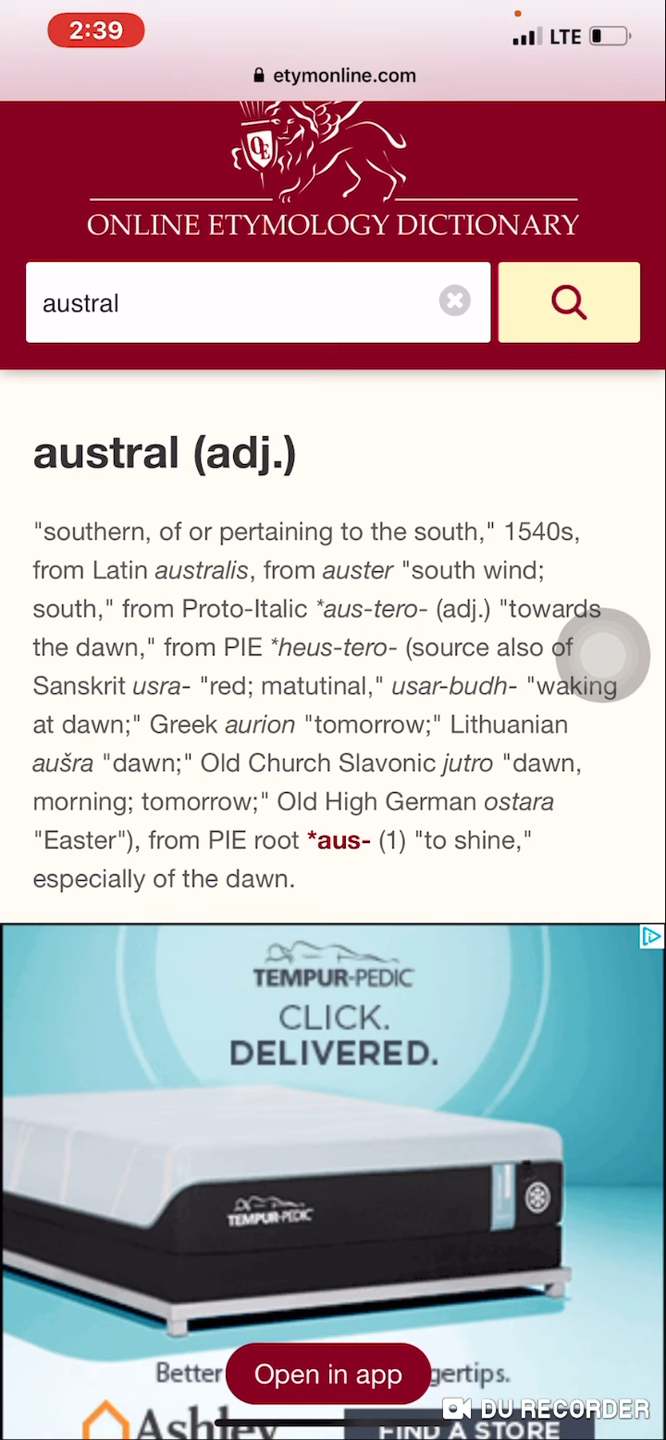 2:39
LTE
etymonline.com
OE
ONLINE ETYMOLOGY DICTIONARY
austral
austral (adj.)
"southern, of or pertaining to the south," 1540s,
from Latin australis, from auster "south wind;
south," from Proto-Italic *aus-tero- (adj.) "towards
the dawn," from PIE *heus-tero- (source also of
Sanskrit usra- "red; matutinal," usar-budh- "waking
at dawn;" Greek aurion "tomorrow;" Lithuanian
aušra "dawn;" Old Church Slavonic jutro "dawn,
morning; tomorrow;" Old High German ostara
"Easter"), from PIE root *aus- (1) "to shine,"
especially of the dawn.
TEMPUR-PEDIC
CLICK.
DELIVERED.
TEMPUR-PEDIC
Better
Open in app
gertips.
DU RECORDER
Ashley
FIND A STORE